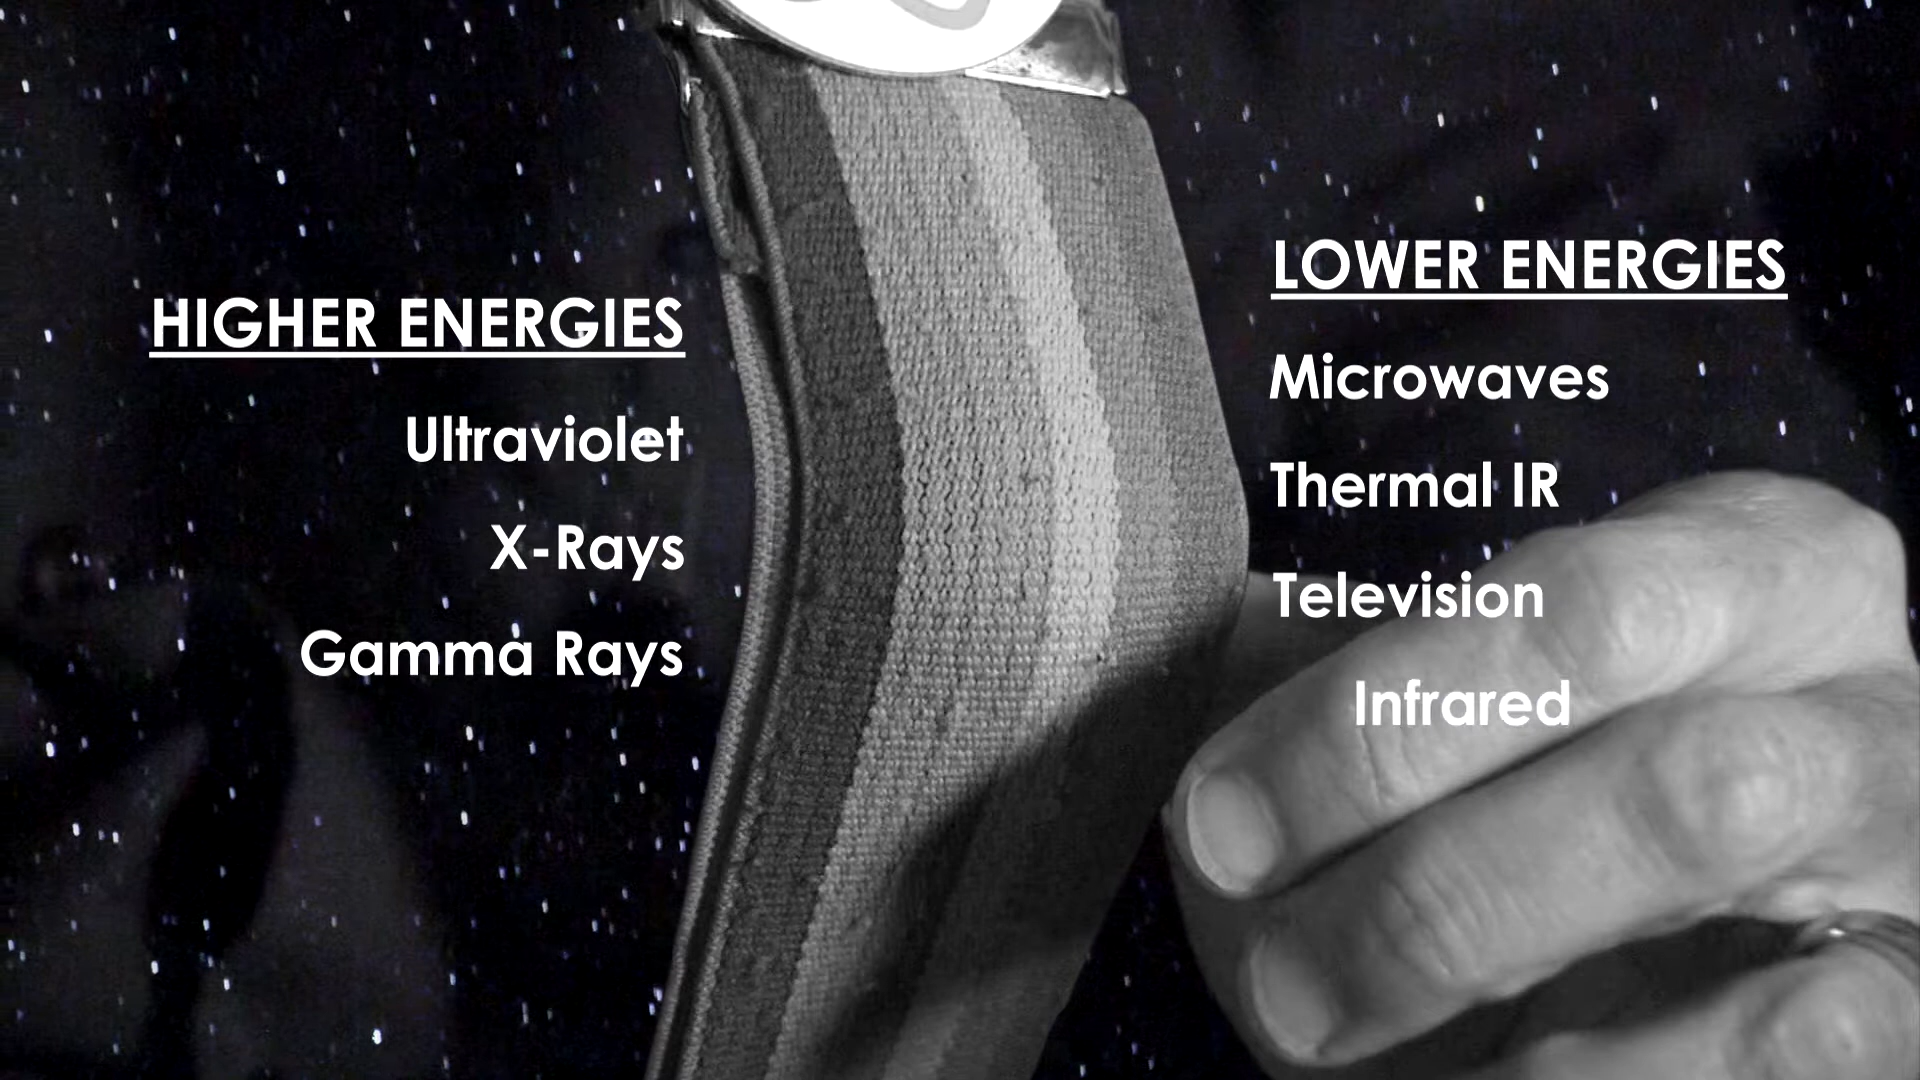 HIGHER ENERGIES
Ultraviolet
X-Rays
Gamma Rays
LOWER ENERGIES
Microwaves
Thermal IR
Television
Infrared